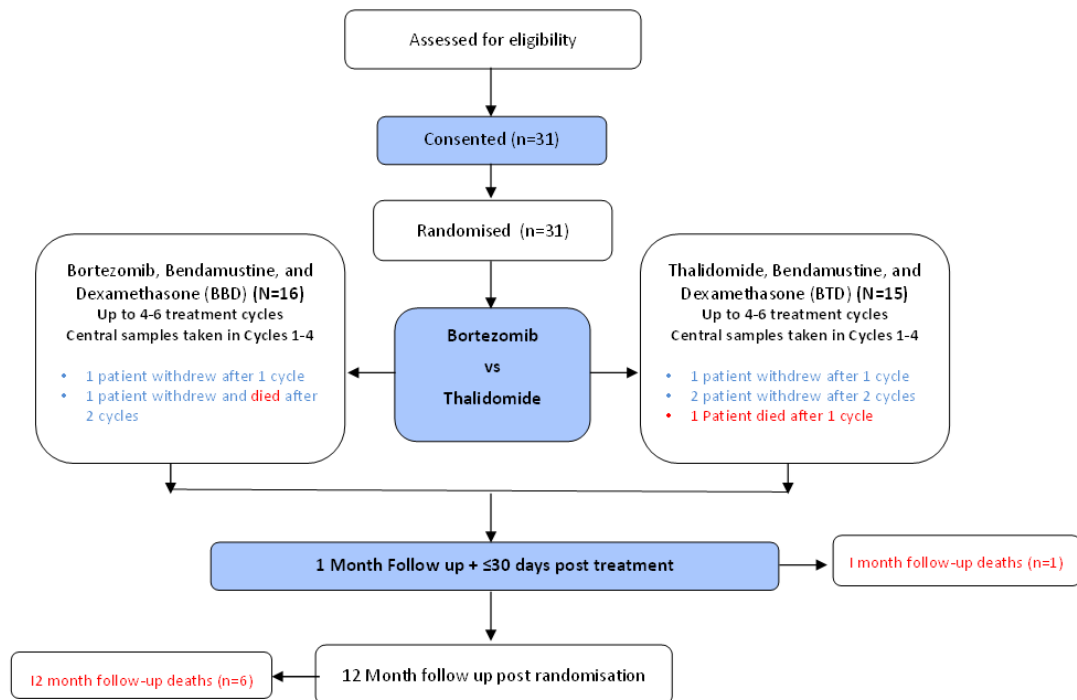 Assessed for eligibility
Consented (n=31)
Randomised (n=31)
Bortezomib, Bendamustine, and
Dexamethasone (BBD) (N=16)
Up to 4-6 treatment cycles
Central samples taken in Cycles 1-4
• 1 patient withdrew after 1 cycle
• 1 patient withdrew and died after
2 cycles
Bortezomib
vs
Thalidomide
Thalidomide, Bendamustine, and
Dexamethasone (BTD) (N=15)
Up to 4-6 treatment cycles
Central samples taken in Cycles 1-4
• 1 patient withdrew after 1 cycle
• 2 patient withdrew after 2 cycles
• 1 Patient died after 1 cycle
1 Month Follow up + ≤30 days post treatment
I month follow-up deaths (n=1)
12 Month follow up post randomisation
I2 month follow-up deaths (n=6)